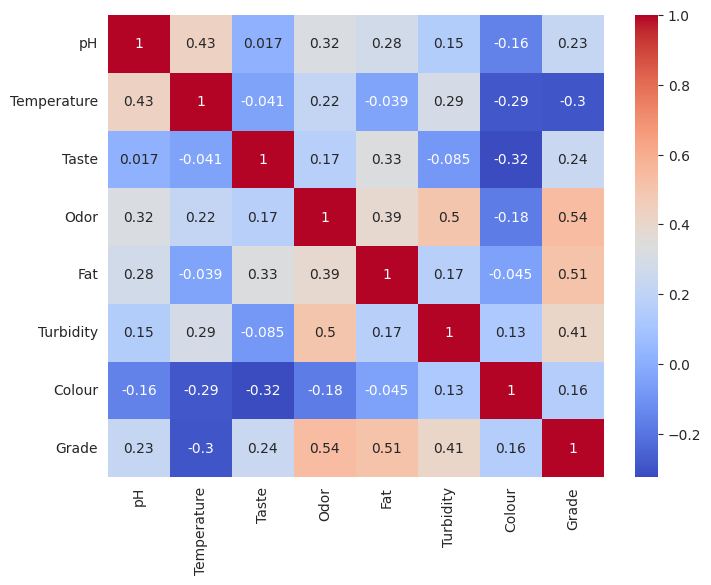 pH 1 0.43 0.017 0.32 0.28 0.15 -0.16 0.23
Temperature 0.43 1 -0.041 0.22 -0.039 0.29 -0.29 -0.3
Taste 0.017 -0.041 1 0.17 0.33 -0.085 -0.32 0.24
Odor 0.32 0.22 0.17 1 0.39 0.5 -0.18 0.54
Fat 0.28 -0.039 0.33 0.39 1 0.17 -0.045 0.51
Turbidity 0.15 0.29 -0.085 0.5 0.17 1 0.13 0.41
Colour -0.16 -0.29 -0.32 -0.18 -0.045 0.13 1 0.16
Grade 0.23 -0.3 0.24 0.54 0.51 0.41 0.16 1
pH Temperature Taste Odor Fat Turbidity Colour Grade
1.0
0.8
0.6
0.4
0.2
0.0
−0.2